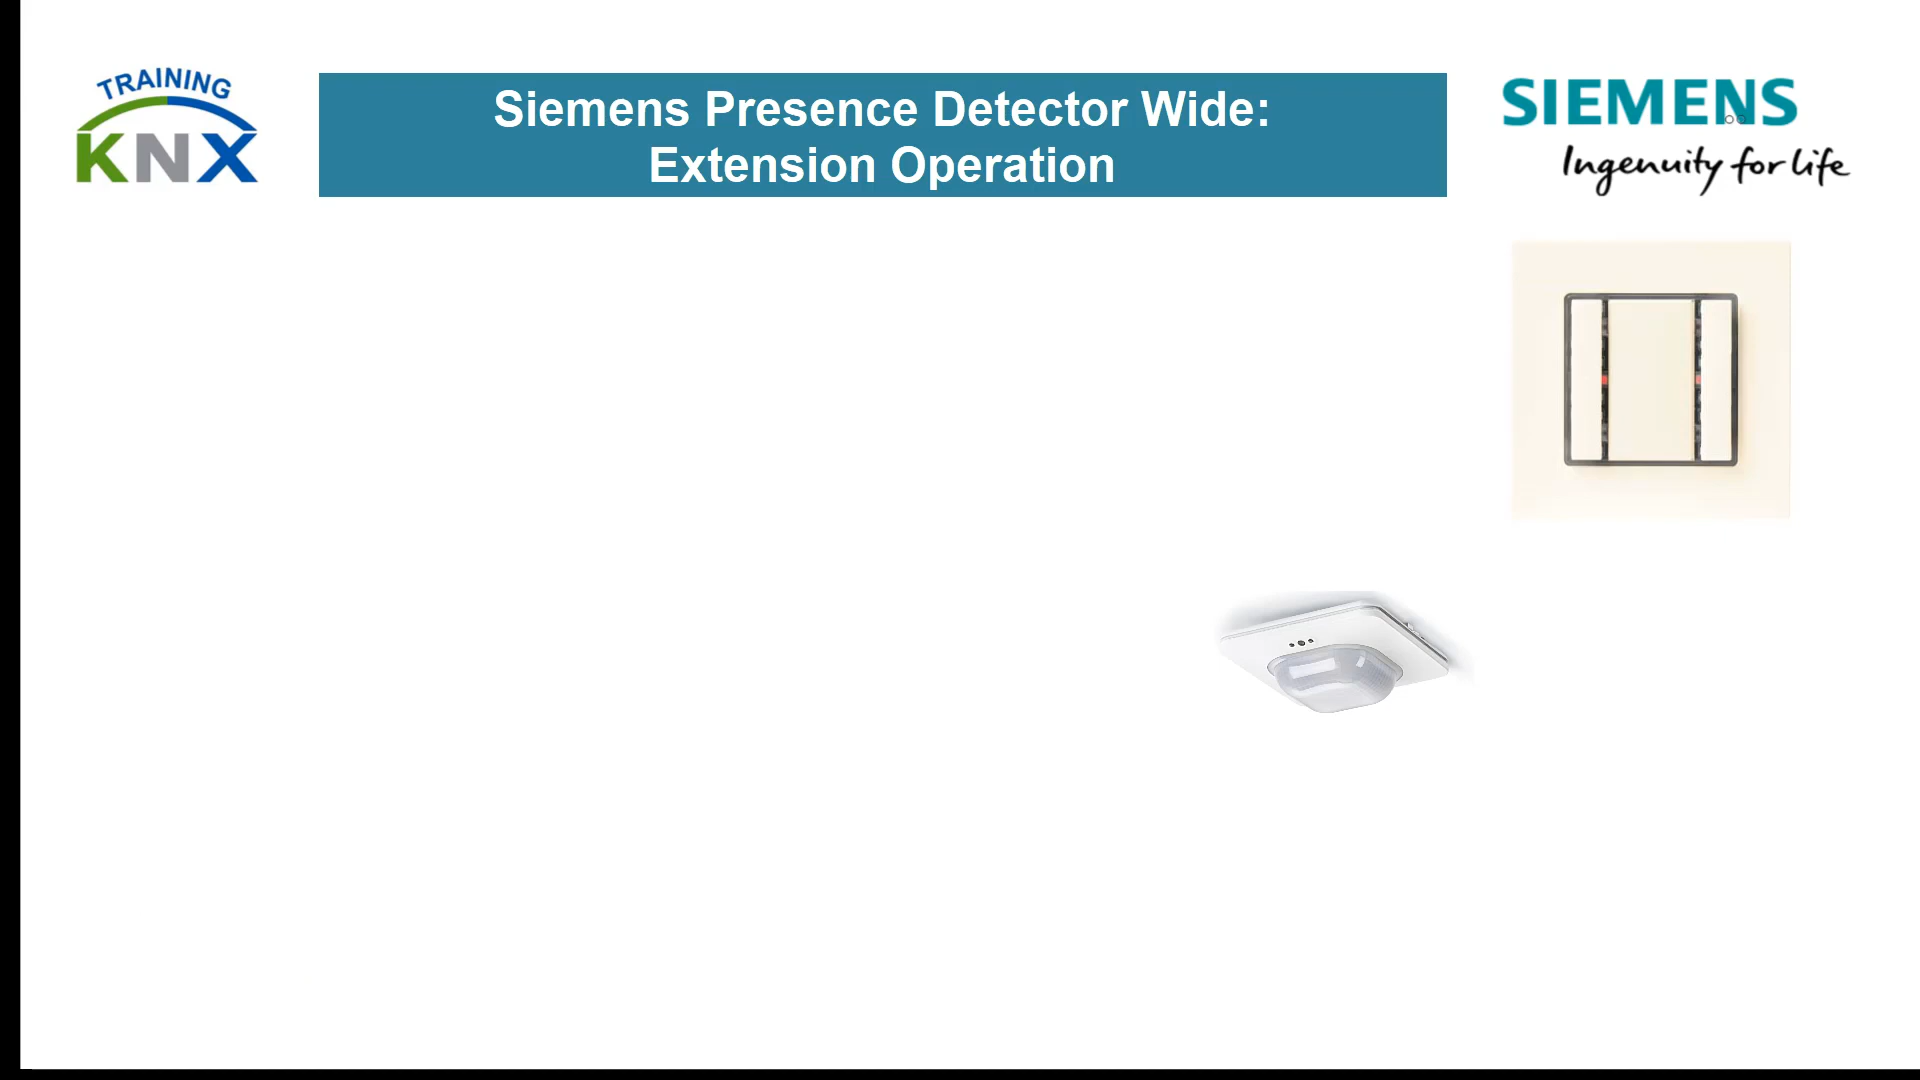 TRAINING
KNX
Siemens Presence Detector Wide:
Extension Operation
SIEMENS
Ingenuity for life